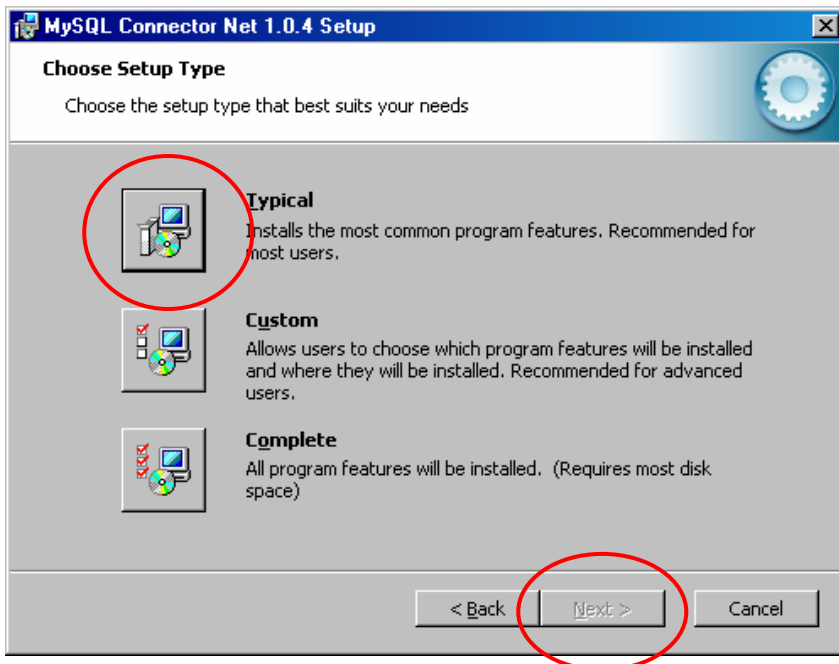 MySQL Connector Net 1.0.4 Setup
Choose Setup Type
Choose the setup type that best suits your needs
Typical
Installs the most common program features. Recommended for
most users.
Custom
Allows users to choose which program features will be installed
and where they will be installed. Recommended for advanced
users.
Complete
All program features will be installed. (Requires most disk
space)
< Back
Next >
Cancel